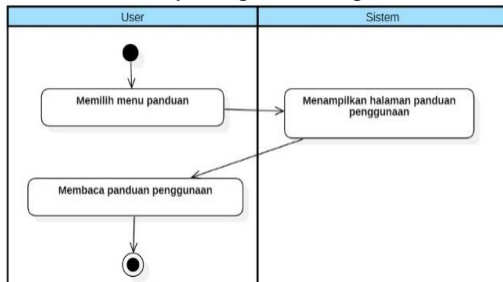 User
Sistem
Memilih menu panduan
Menampilkan halaman panduan
penggunaan
Membaca panduan penggunaan